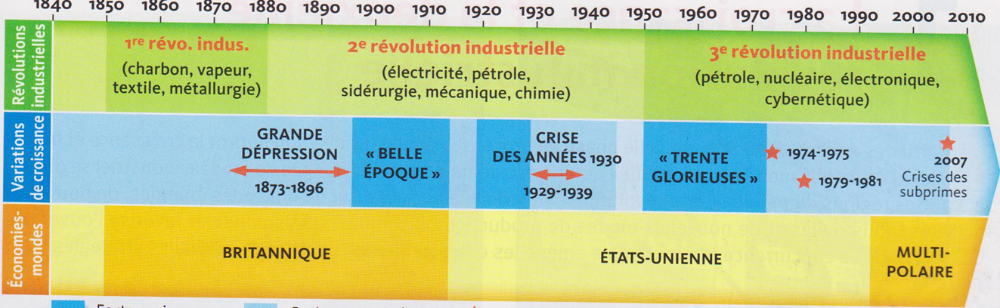 1840 1850 1860 1870 1880 1890 1900 1910 1920 1930 1940 1950 1960 1970 1980 1990 2000 2010
Révolutions
industrielles
1re révo. indus.
(charbon, vapeur,
textile, métallurgie)
2e révolution industrielle
(électricité, pétrole,
sidérurgie, mécanique, chimie)
3e révolution industrielle
(pétrole, nucléaire, électronique,
cybernétique)
Variations
de croissance
GRANDE
DÉPRESSION
1873-1896
« BELLE
ÉPOQUE »
CRISE
DES ANNÉES 1930
1929-1939
« TRENTE
GLORIEUSES »
1974-1975
1979-1981
2007
Crises des
subprimes
Économies-
mondes
BRITANNIQUE
ÉTATS-UNIENNE
MULTI-
POLAIRE